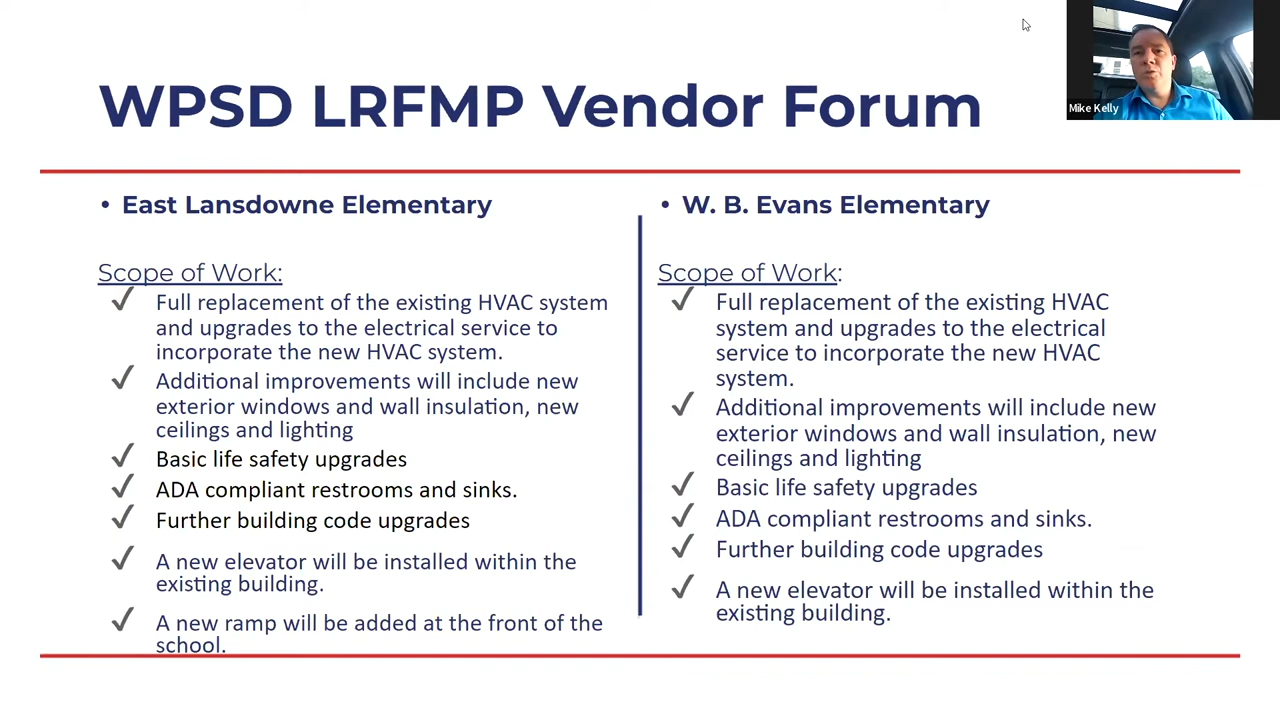 WPSD LRFMP Vendor Forum
Mike Kelly
• East Lansdowne Elementary
Scope of Work:
✓ Full replacement of the existing HVAC system
and upgrades to the electrical service to
incorporate the new HVAC system.
✓ Additional improvements will include new
exterior windows and wall insulation, new
ceilings and lighting
✓ Basic life safety upgrades
✓ ADA compliant restrooms and sinks.
✓ Further building code upgrades
✓ A new elevator will be installed within the
existing building.
✓ A new ramp will be added at the front of the
school.
• W. B. Evans Elementary
Scope of Work:
✓ Full replacement of the existing HVAC
system and upgrades to the electrical
service to incorporate the new HVAC
system.
✓ Additional improvements will include new
exterior windows and wall insulation, new
ceilings and lighting
✓ Basic life safety upgrades
✓ ADA compliant restrooms and sinks.
✓ Further building code upgrades
✓ A new elevator will be installed within the
existing building.